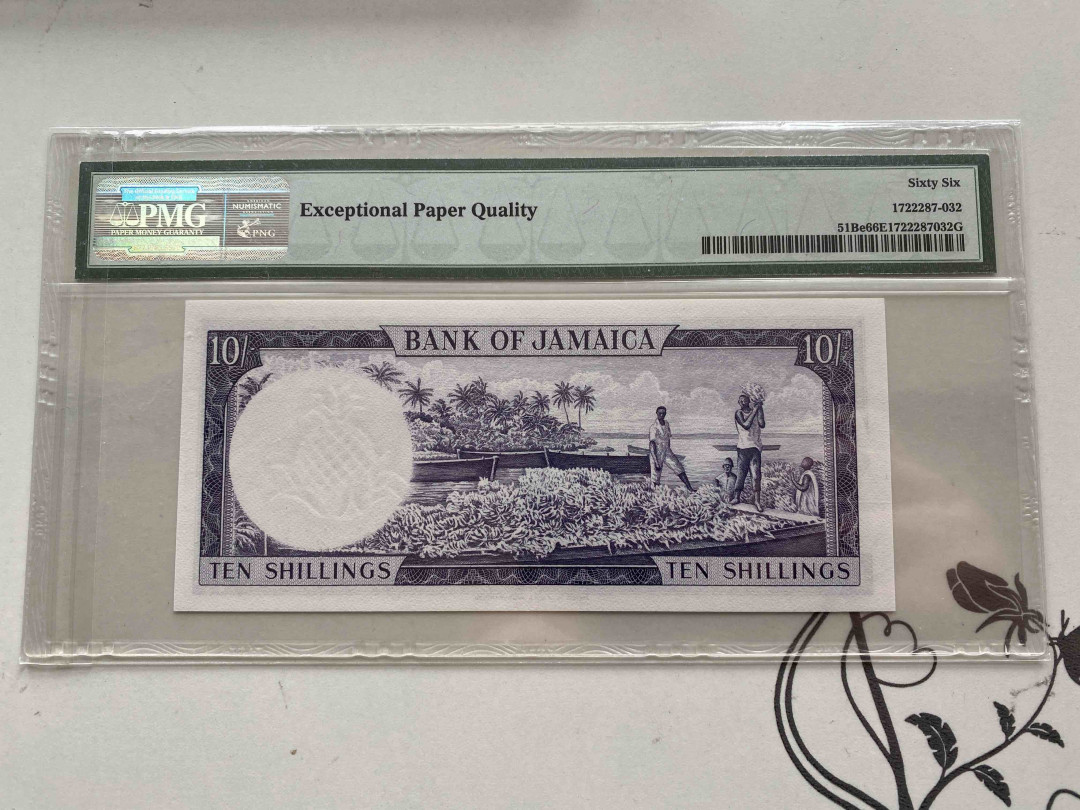 PMG
PAPER MONEY GUARANTY
NUMISMATIC
PNG
Exceptional Paper Quality
Sixty Six
1722287-032
51Be66E1722287032G
10/
BANK OF JAMAICA
10/
TEN SHILLINGS
TEN SHILLINGS